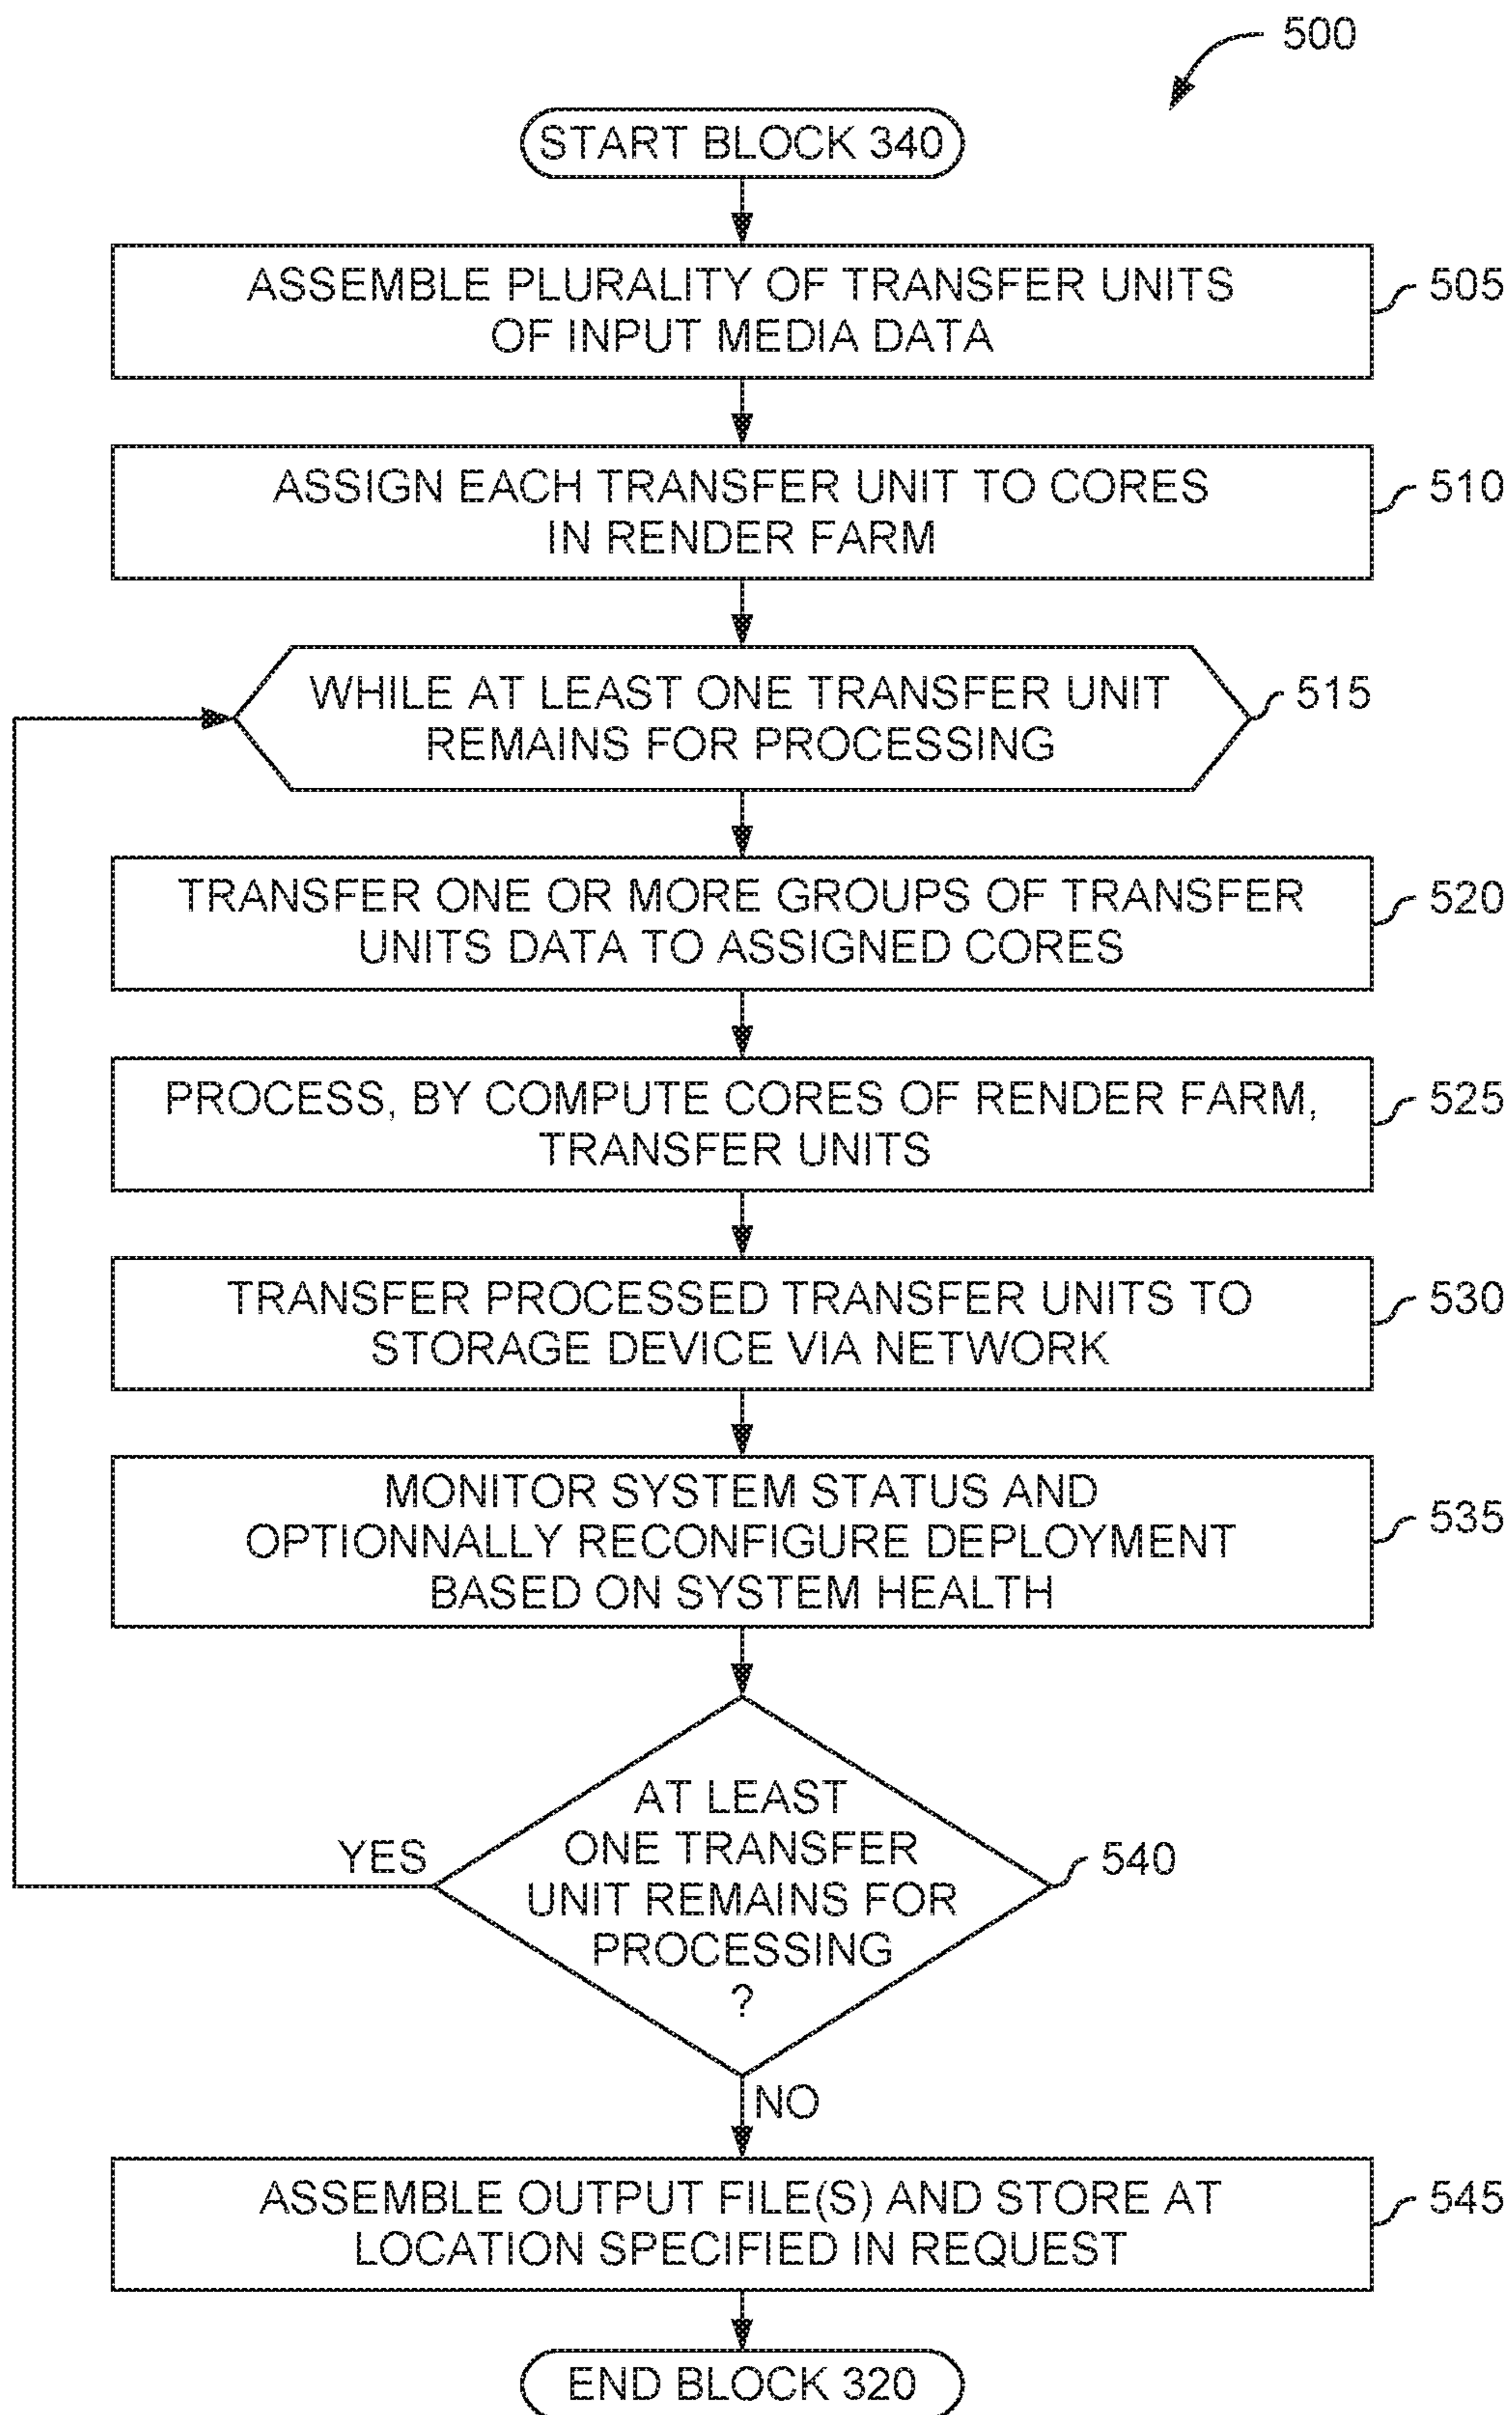 500
START BLOCK 340
ASSEMBLE PLURALITY OF TRANSFER UNITS
OF INPUT MEDIA DATA
505
ASSIGN EACH TRANSFER UNIT TO CORES
IN RENDER FARM
510
WHILE AT LEAST ONE TRANSFER UNIT
REMAINS FOR PROCESSING
515
TRANSFER ONE OR MORE GROUPS OF TRANSFER
UNITS DATA TO ASSIGNED CORES
520
PROCESS, BY COMPUTE CORES OF RENDER FARM,
TRANSFER UNITS
525
TRANSFER PROCESSED TRANSFER UNITS TO
STORAGE DEVICE VIA NETWORK
530
MONITOR SYSTEM STATUS AND
OPTIONNALLY RECONFIGURE DEPLOYMENT
BASED ON SYSTEM HEALTH
535
AT LEAST
ONE TRANSFER
UNIT REMAINS FOR
PROCESSING
?
540
YES
NO
ASSEMBLE OUTPUT FILE(S) AND STORE AT
LOCATION SPECIFIED IN REQUEST
545
END BLOCK 320